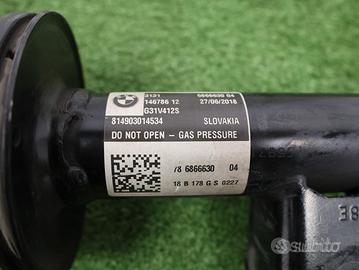 3131 6866630 04
146786 12 27/06/2018
G31V412S
814903014534 SLOVAKIA
DO NOT OPEN - GAS PRESSURE
78 6866630 04
18 B 178 G S 0227
subito